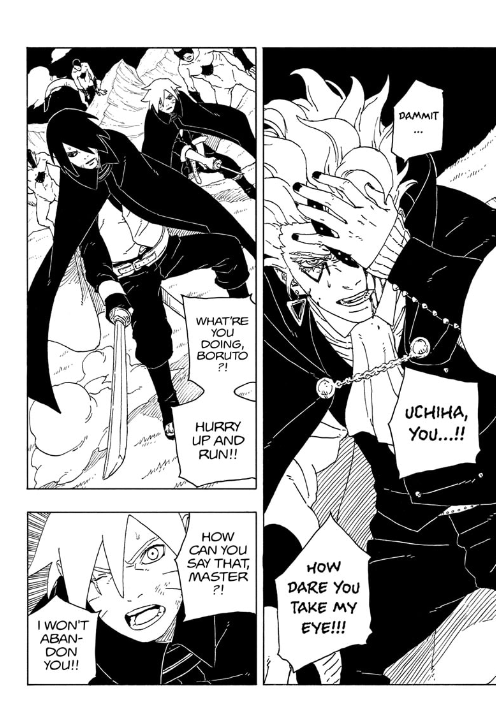 DAMMIT
...
UCHIHA,
YOU...!!
HOW
DARE YOU
TAKE MY
EYE!!!
WHAT'RE
YOU
DOING,
BORUTO
?!
HURRY
UP AND
RUN!!
HOW
CAN YOU
SAY THAT,
MASTER
?!
I WON'T
ABAN-
DON
YOU!!